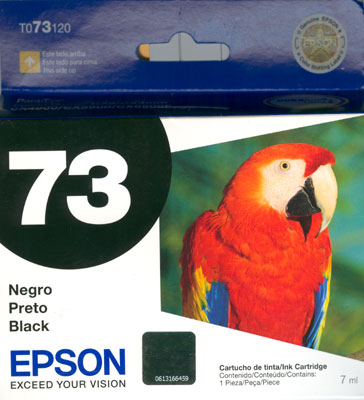 T073120
Este lado arriba
Este lado para cima
This side up
73
Negro
Preto
Black
EPSON
EXCEED YOUR VISION
0613166459
Cartucho de tinta/Ink Cartridge
Contenido/Conteúdo/Contains:
1 Pieza/Peça/Piece
7 ml